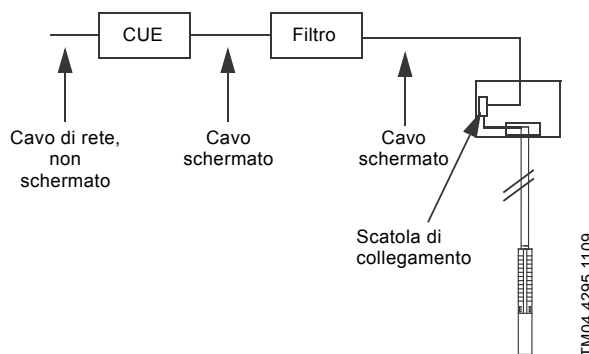 CUE
Filtro
Cavo di rete,
non
schermato
Cavo
schermato
Cavo
schermato
Scatola di
collegamento
TM04 4295 1109